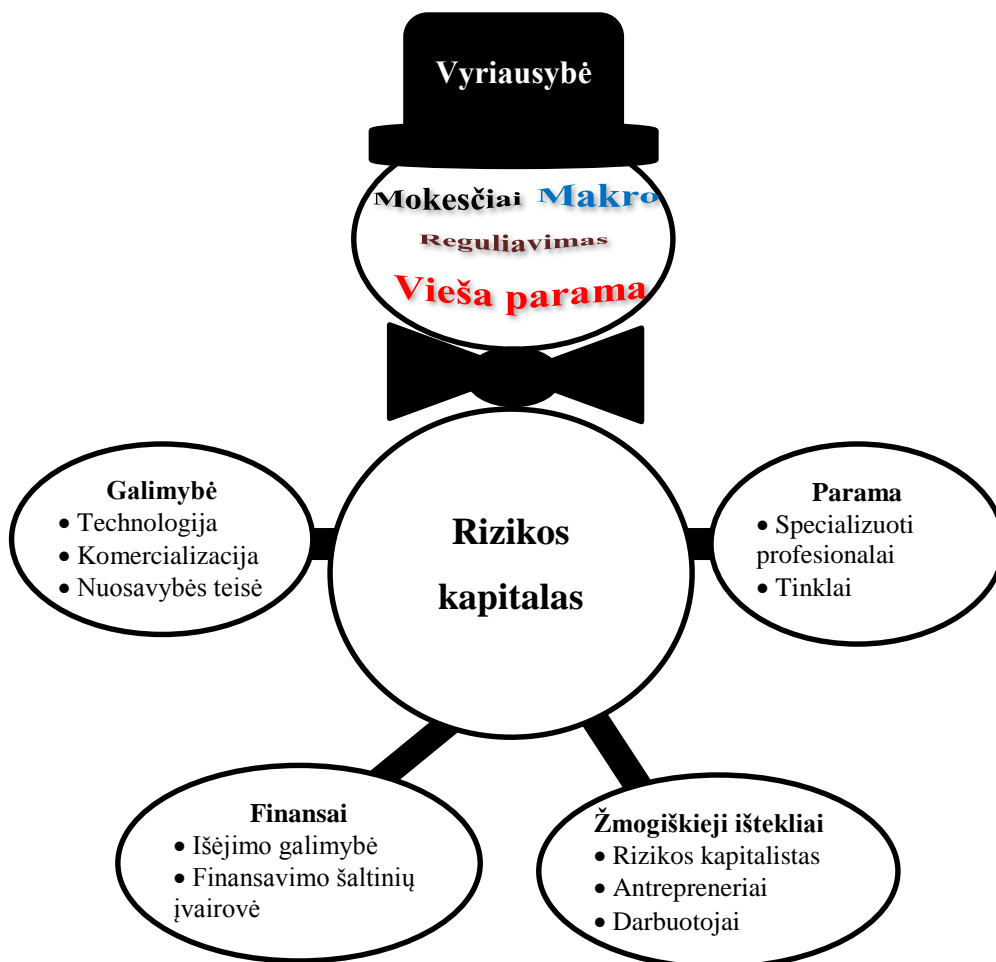 Vyriausybė
Mokesčiai Makro
Reguliavimas
Vieša parama
Galimybė
• Technologija
• Komercializacija
• Nuosavybės teisė
Rizikos
kapitalas
Parama
• Specializuoti
profesionalai
• Tinklai
Finansai
• Išėjimo galimybė
• Finansavimo šaltinių
įvairovė
Žmogiškieji ištekliai
• Rizikos kapitalistas
• Antrepreneriai
• Darbuotojai